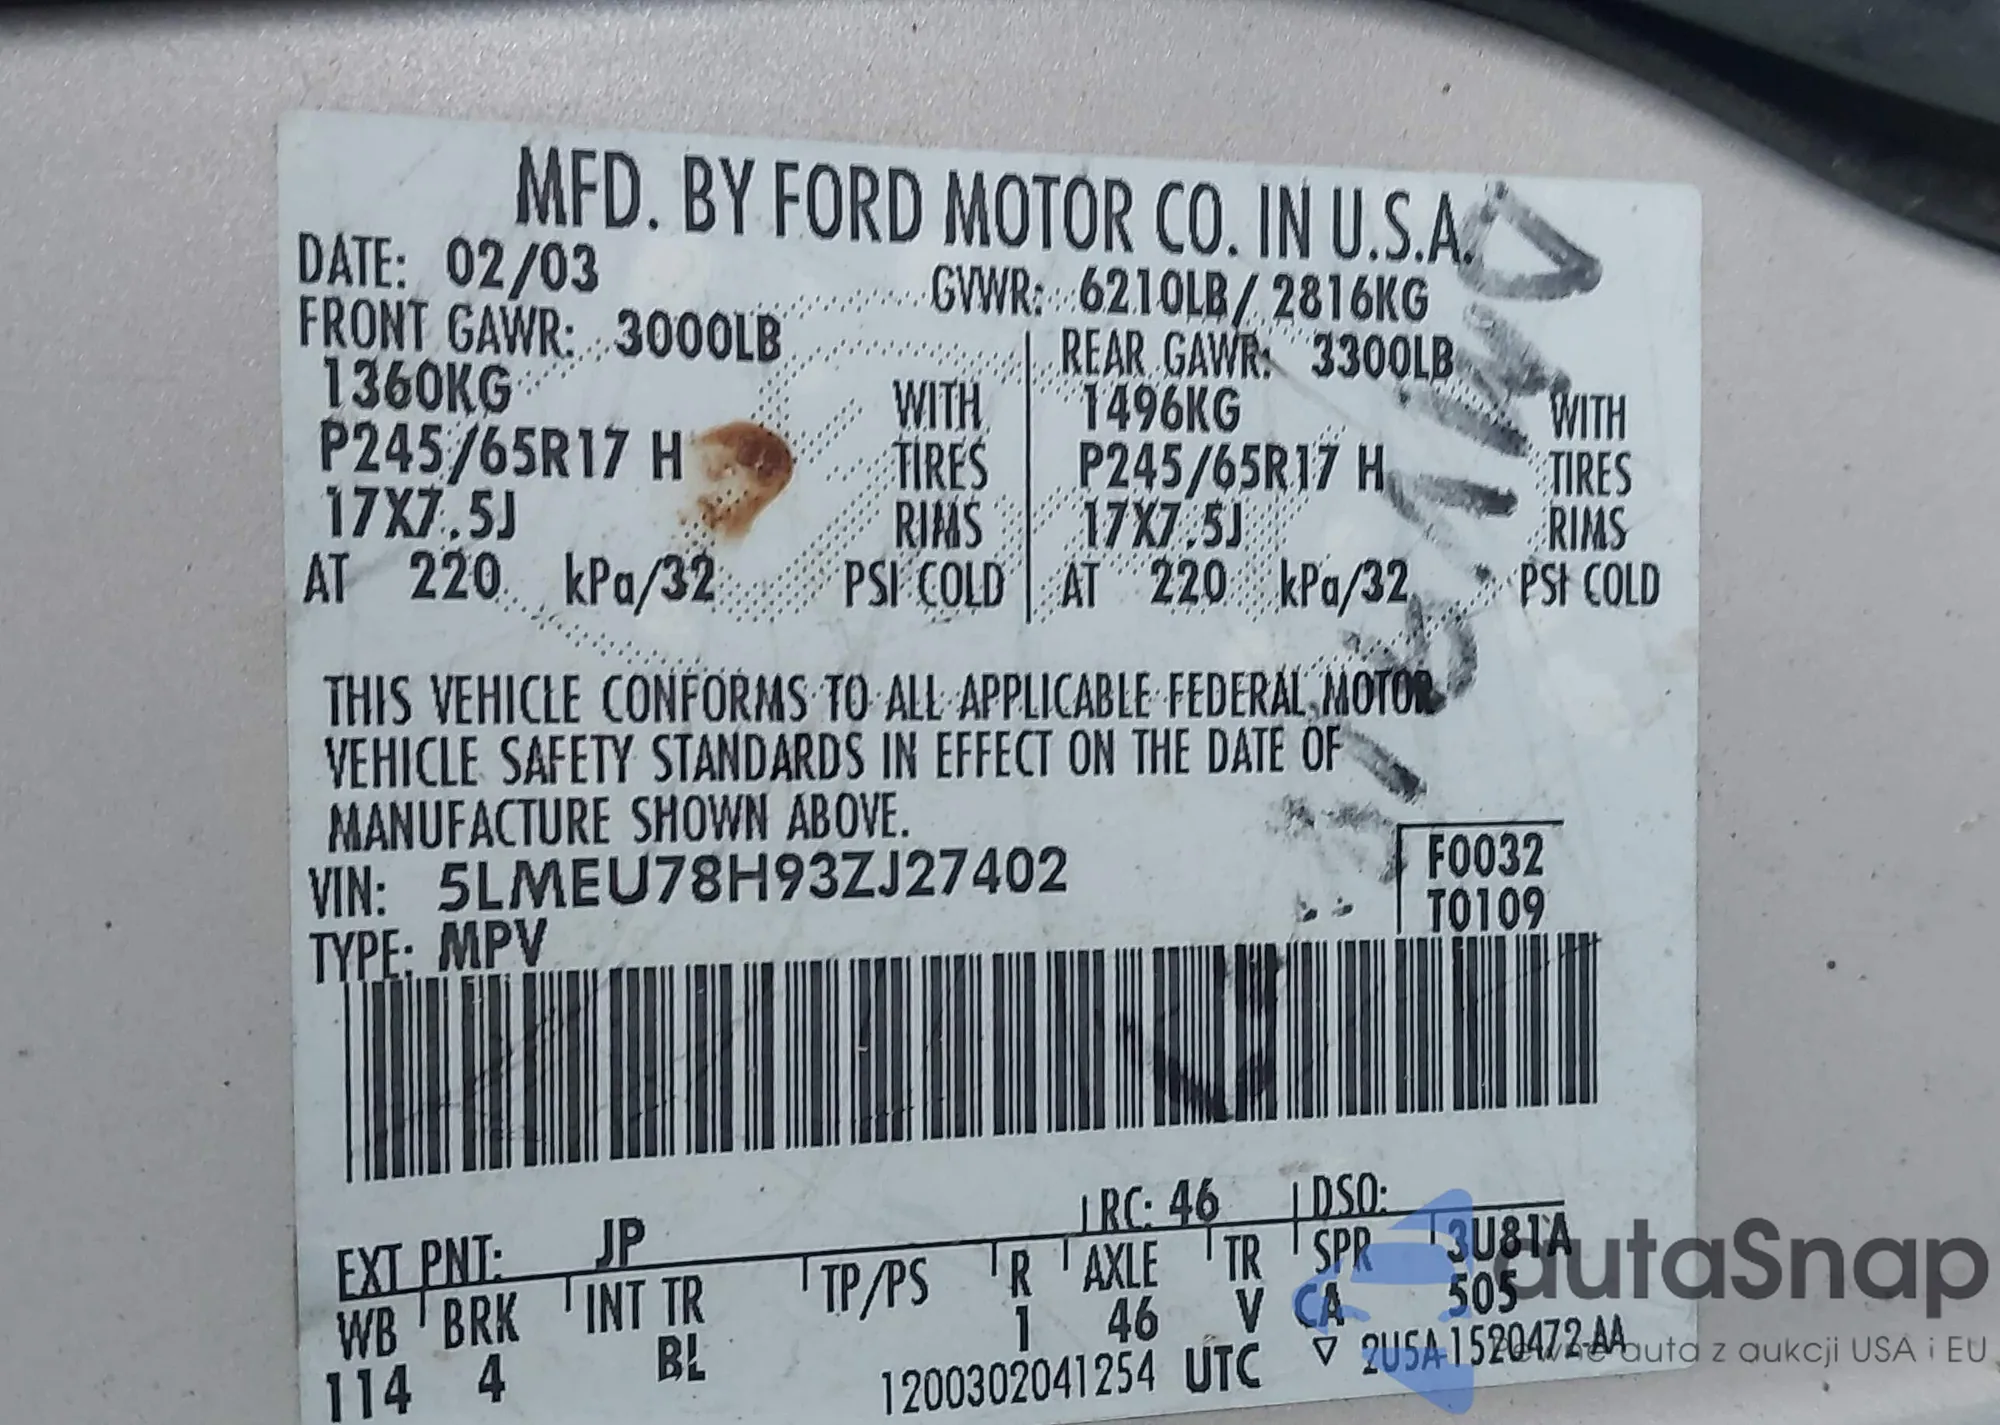 MFD. BY FORD MOTOR CO. IN U.S.A.
DATE: 02/03 GVWR: 6210LB/ 2816KG
FRONT GAWR: 3000LB REAR GAWR: 3300LB
1360KG WITH 1496KG WITH
P245/65R17 H TIRES P245/65R17 H TIRES
17X7.5J RIMS 17X7.5J RIMS
AT 220 kPa/32 PSI COLD AT 220 kPa/32 PSI COLD
THIS VEHICLE CONFORMS TO ALL APPLICABLE FEDERAL MOTOR
VEHICLE SAFETY STANDARDS IN EFFECT ON THE DATE OF
MANUFACTURE SHOWN ABOVE.
VIN: 5LMEU78H93ZJ27402 F0032
TYPE: MPV T0109
EXT PNT: JP RC: 46 DSO:
WB BRK INT TR TP/PS R AXLE TR SPR 3U81A
114 4 BL 1 46 V CA 505
1200302041254 UTC ▽ 2U5A-1520472-AA
autaSnap
Pewne auta z aukcji USA i EU